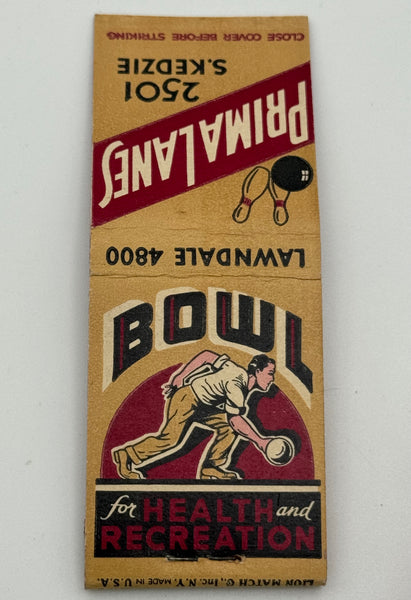 CLOSE COVER BEFORE STRIKING
2501
S.KEDZIE
PRIMA LANES
LAWNDALE 4800
BOWL
for HEALTH and
RECREATION
LION MATCH Co., INC. N.Y. MADE IN U.S.A.